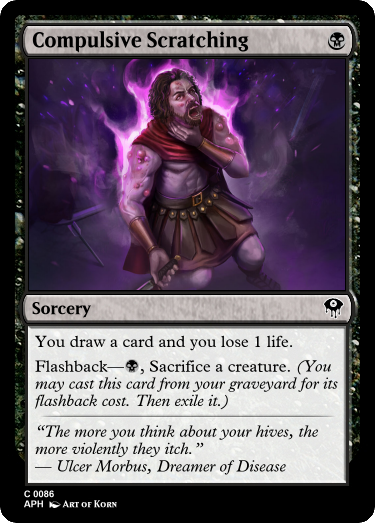 Compulsive Scratching
Sorcery
You draw a card and you lose 1 life.
Flashback—, Sacrifice a creature. (You
may cast this card from your graveyard for its
flashback cost. Then exile it.)
“The more you think about your hives, the
more violently they itch.”
— Ulcer Morbus, Dreamer of Disease
C 0086
APH Art of Korn